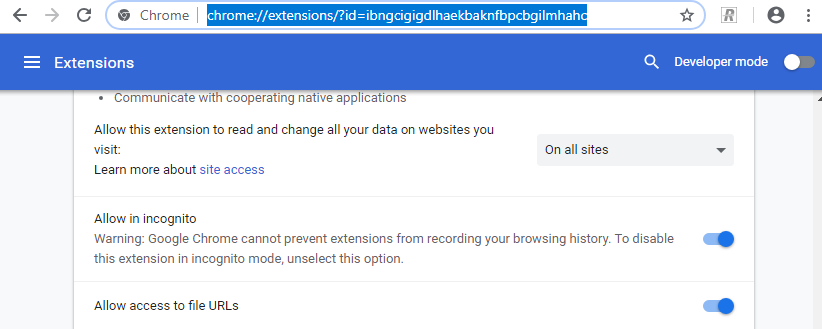 Chrome | chrome://extensions/?id=ibngcigigdlhaekbaknfbpcbgilmhahc
Extensions Developer mode
• Communicate with cooperating native applications
Allow this extension to read and change all your data on websites you
visit:
On all sites
Learn more about site access
Allow in incognito
Warning: Google Chrome cannot prevent extensions from recording your browsing history. To disable
this extension in incognito mode, unselect this option.
Allow access to file URLs